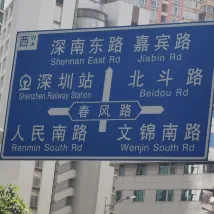 西 W
深南东路 嘉宾路
Shennan East Rd Jiabin Rd
深圳站 北斗路
Shenzhen Railway Station Beidou Rd
春风路
人民南路 文锦南路
Renmin South Rd Wenjin South Rd